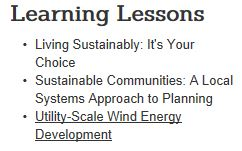 Learning Lessons
• Living Sustainably: It's Your
Choice
• Sustainable Communities: A Local
Systems Approach to Planning
• Utility-Scale Wind Energy
Development